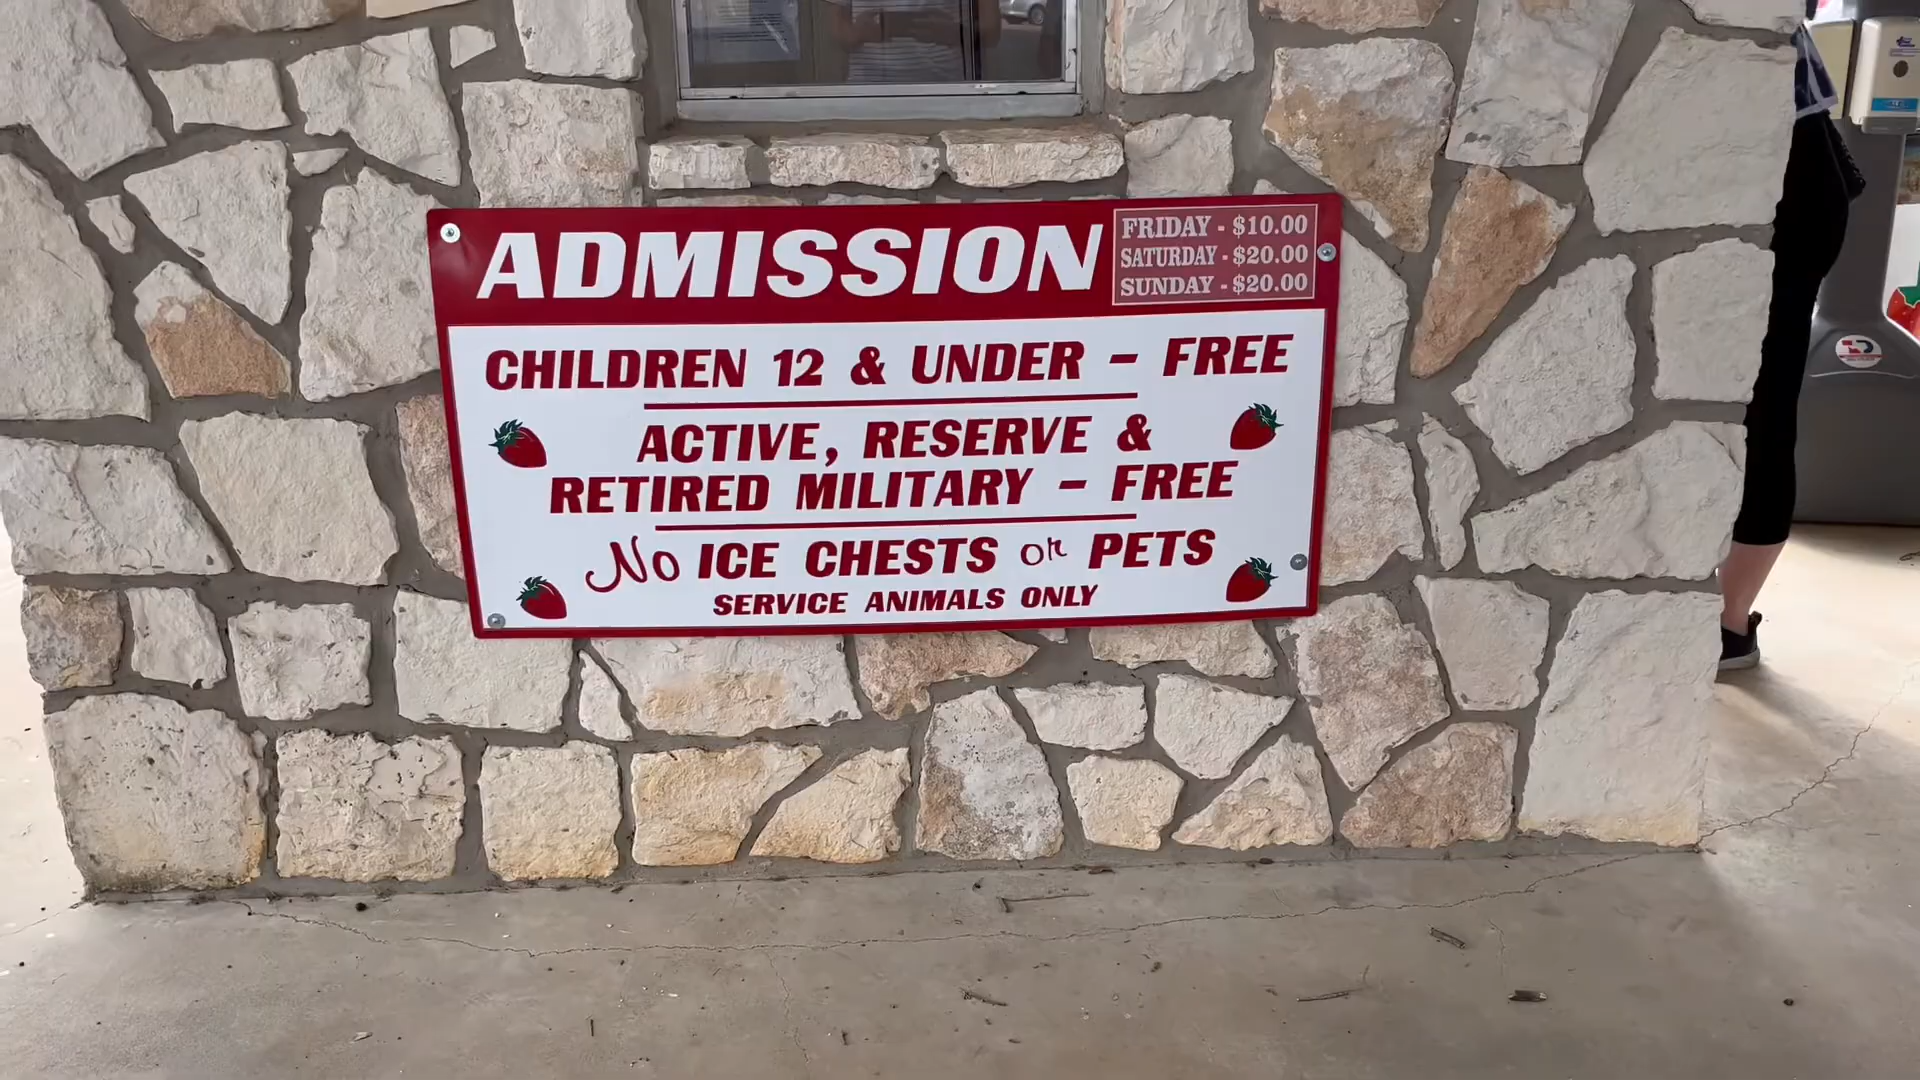 ADMISSION
FRIDAY - $10.00
SATURDAY - $20.00
SUNDAY - $20.00
CHILDREN 12 & UNDER - FREE
ACTIVE, RESERVE &
RETIRED MILITARY - FREE
No ICE CHESTS or PETS
SERVICE ANIMALS ONLY